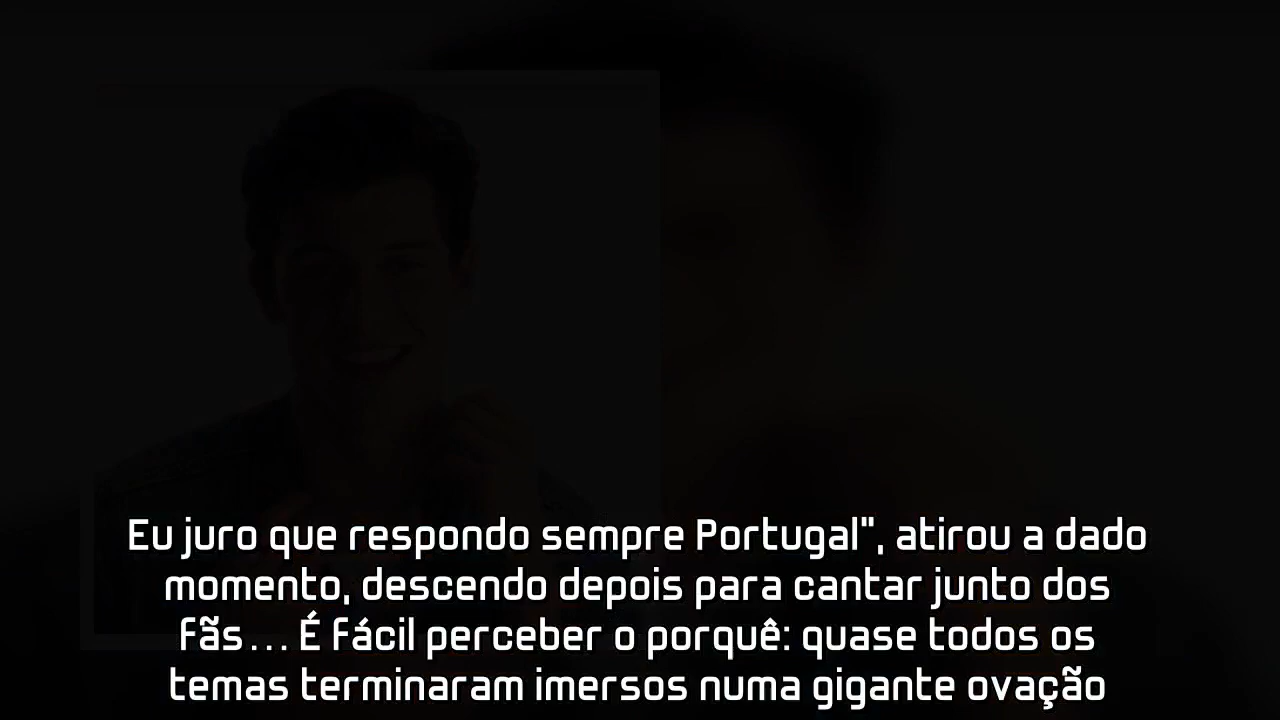 Eu juro que respondo sempre Portugal", atirou a dado
momento, descendo depois para cantar junto dos
fãs... É fácil perceber o porquê: quase todos os
temas terminaram imersos numa gigante ovação